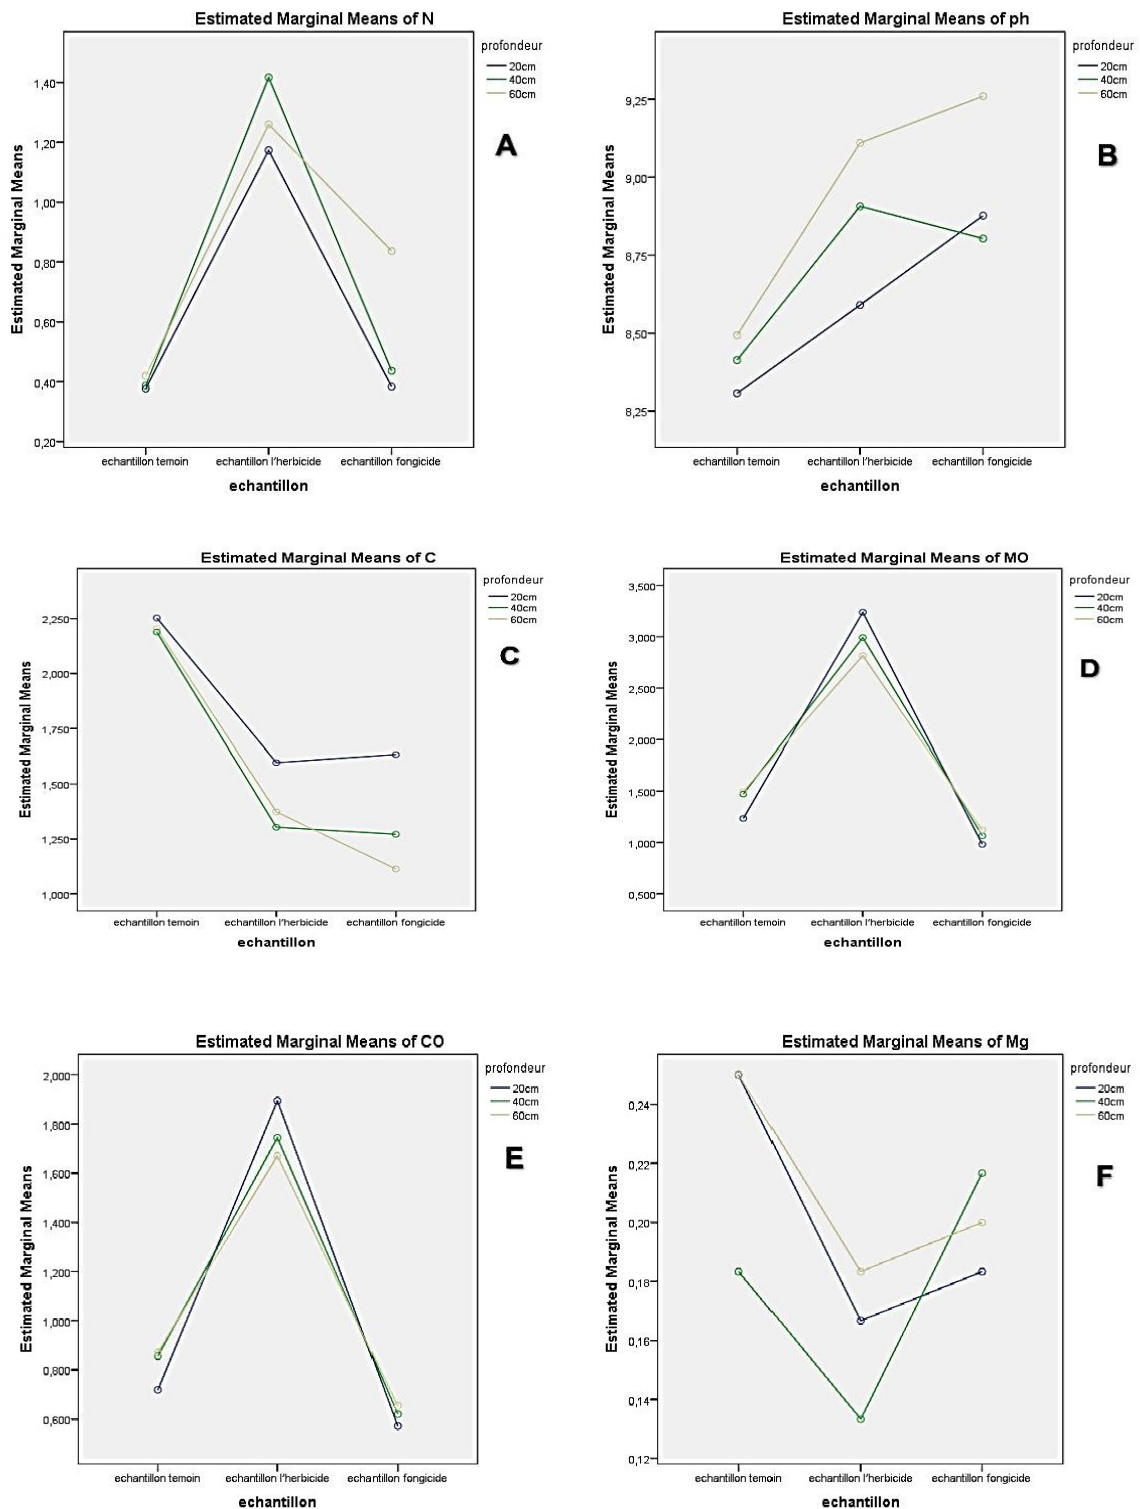 Estimated Marginal Means of N
profondeur
20cm
40cm
60cm
A
Estimated Marginal Means
1,40
1,20
1,00
0,80
0,60
0,40
0,20
echantillon temoin echantillon l'herbicide echantillon fongicide
echantillon
Estimated Marginal Means of ph
profondeur
20cm
40cm
60cm
B
Estimated Marginal Means
9,25
9,00
8,75
8,50
8,25
echantillon temoin echantillon l'herbicide echantillon fongicide
echantillon
Estimated Marginal Means of C
profondeur
20cm
40cm
60cm
C
Estimated Marginal Means
2,250
2,000
1,750
1,500
1,250
1,000
echantillon temoin echantillon l'herbicide echantillon fongicide
echantillon
Estimated Marginal Means of MO
profondeur
20cm
40cm
60cm
D
Estimated Marginal Means
3,500
3,000
2,500
2,000
1,500
1,000
0,500
echantillon temoin echantillon l'herbicide echantillon fongicide
echantillon
Estimated Marginal Means of CO
profondeur
20cm
40cm
60cm
E
Estimated Marginal Means
2,000
1,800
1,600
1,400
1,200
1,000
0,800
0,600
echantillon temoin echantillon l'herbicide echantillon fongicide
echantillon
Estimated Marginal Means of Mg
profondeur
20cm
40cm
60cm
F
Estimated Marginal Means
0,24
0,22
0,20
0,18
0,16
0,14
0,12
echantillon temoin echantillon l'herbicide echantillon fongicide
echantillon